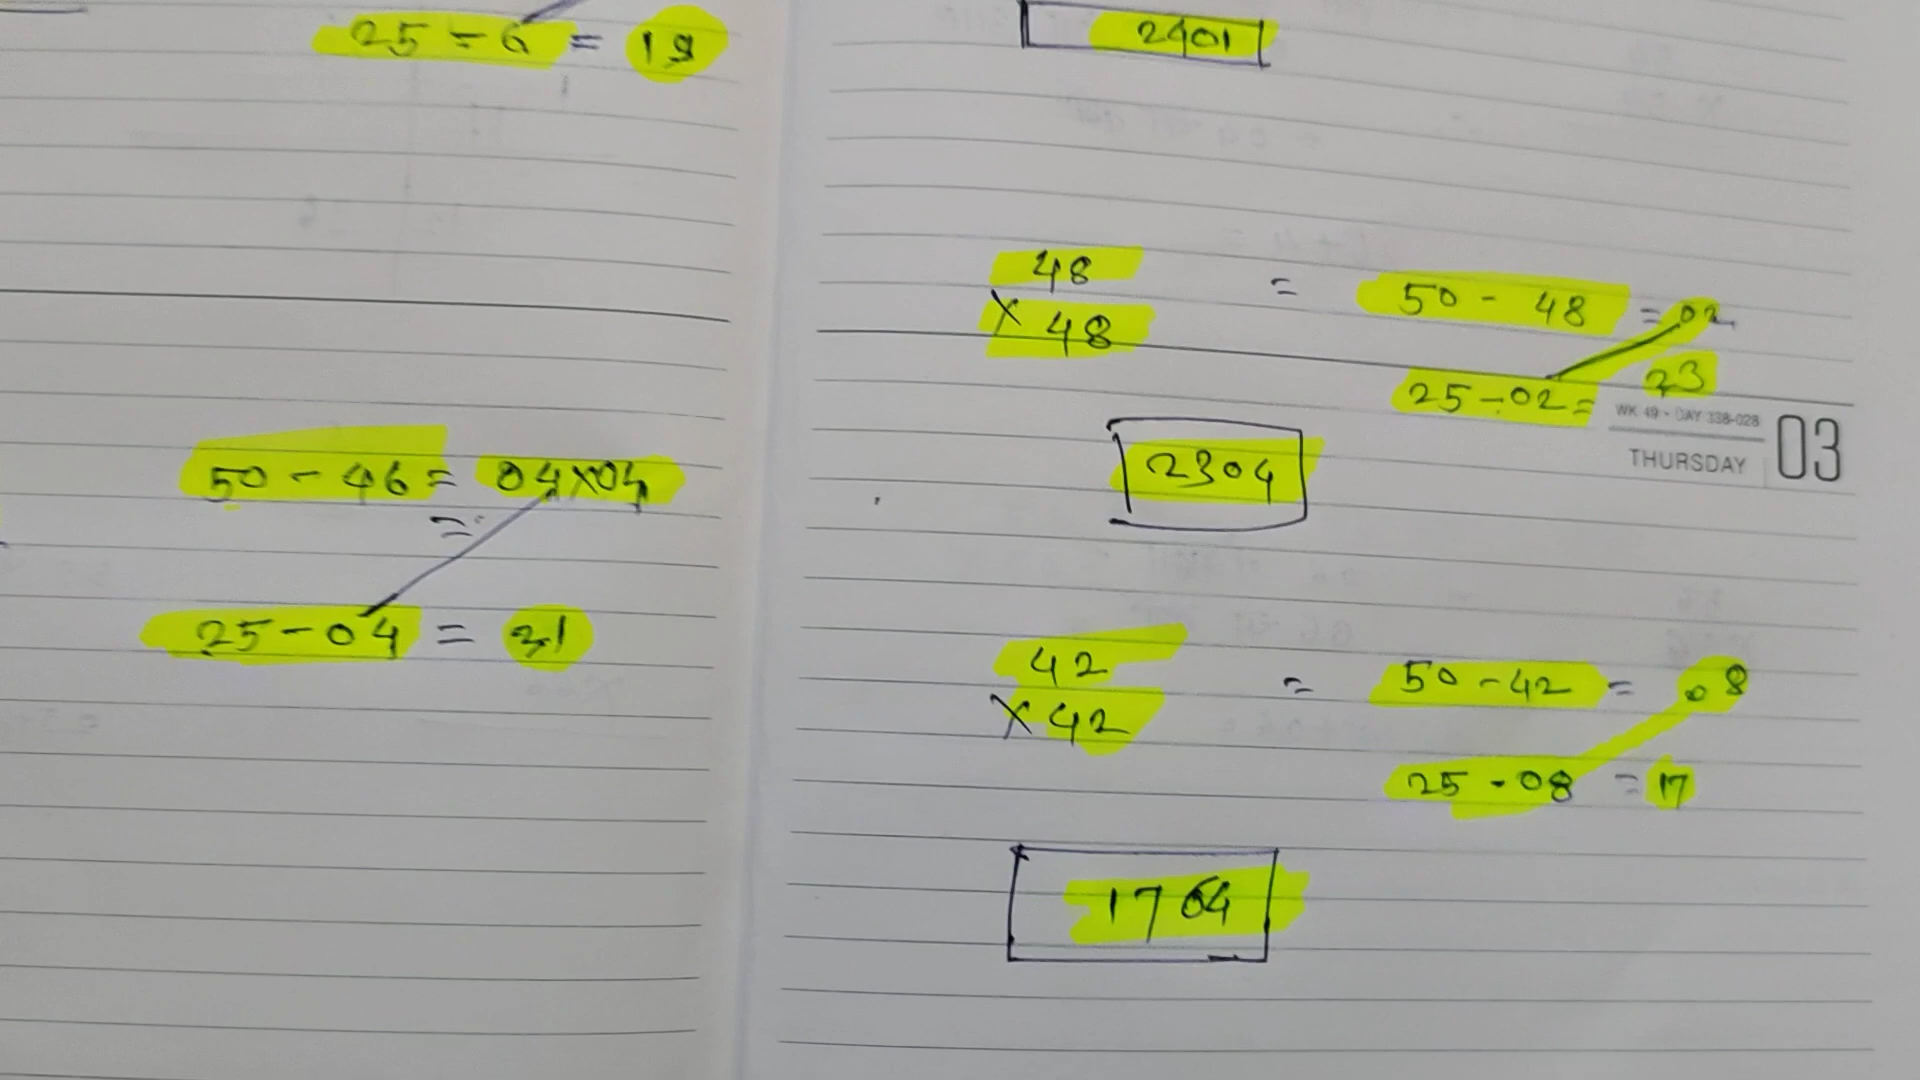 25 - 6 = 19
50 - 46 = 04x04
=
25 - 04 = 21
2401
48 = 50 - 48 = 02
x 48
25 - 02 = 23
WK 49 - DAY 338-028
THURSDAY 03
2304
42 = 50 - 42 = 08
x 42
25 - 08 = 17
1764